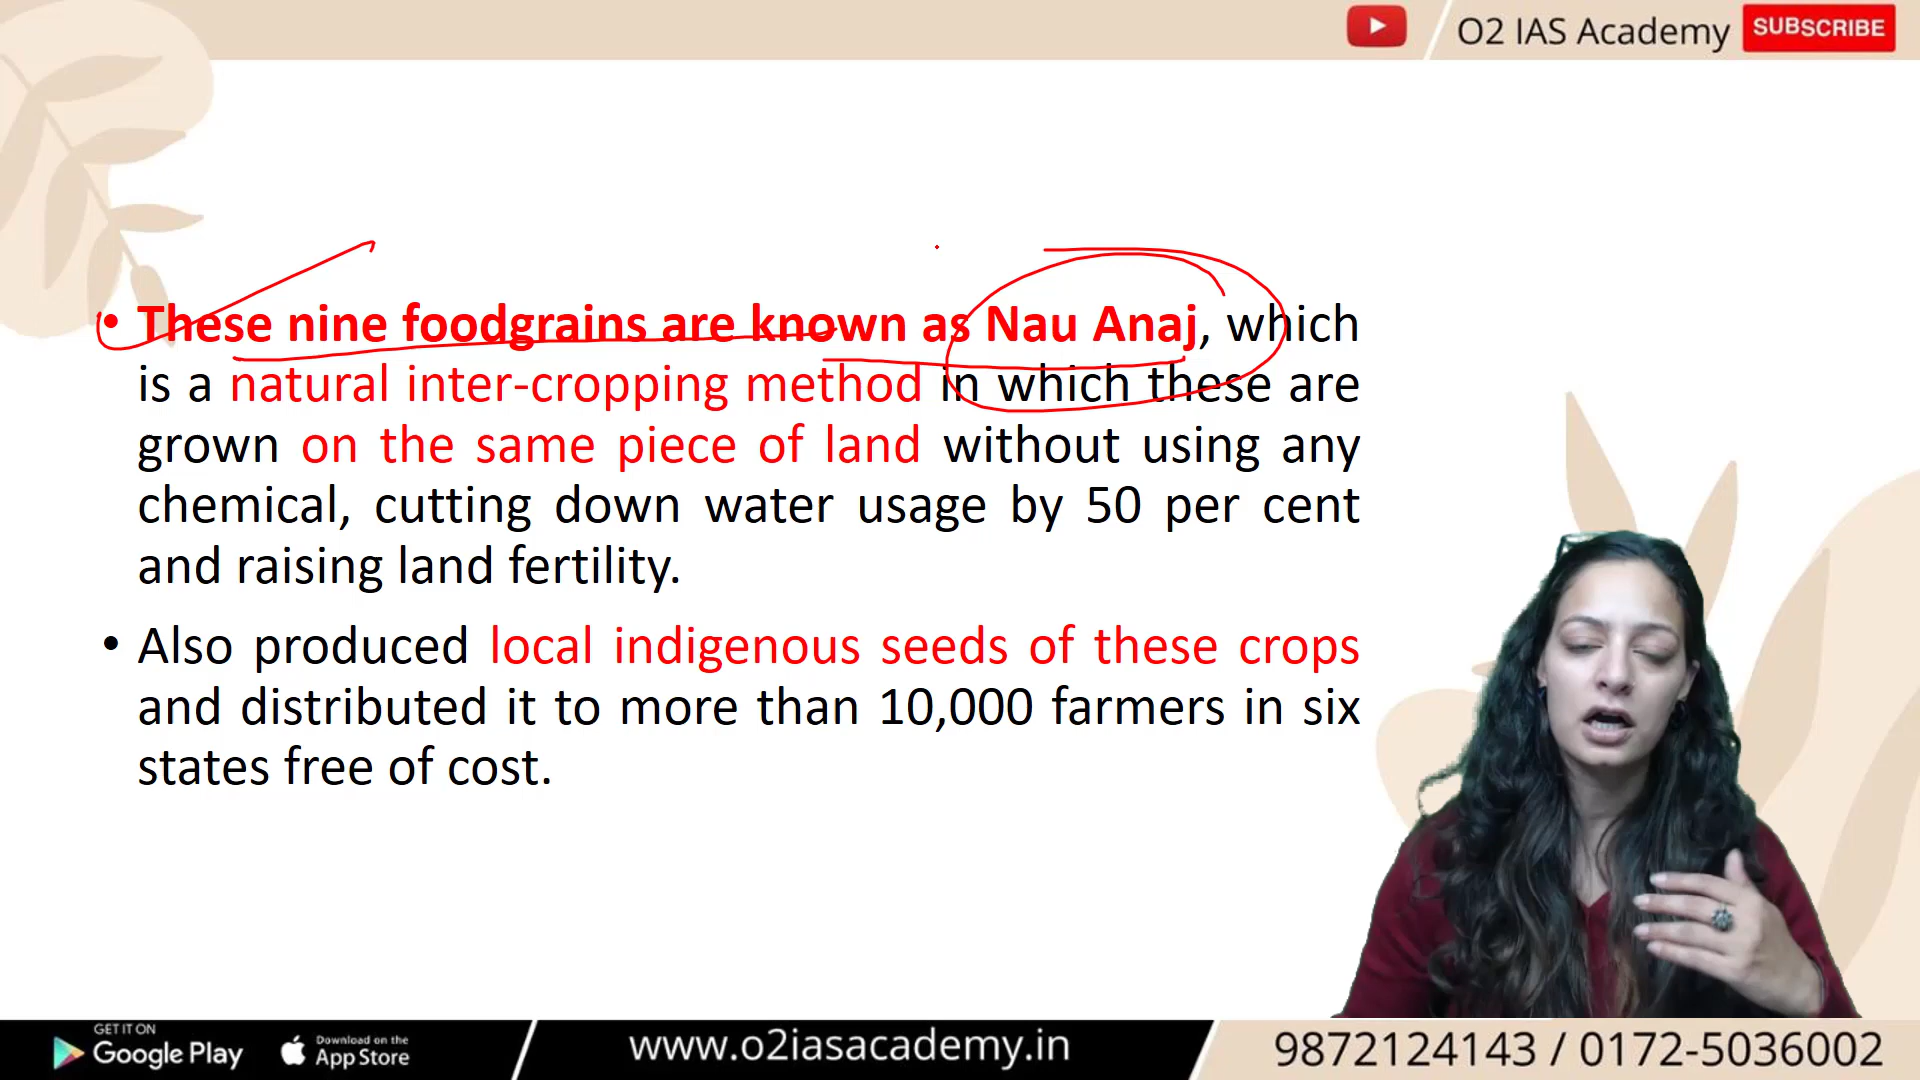 O2 IAS Academy SUBSCRIBE
• These nine foodgrains are known as Nau Anaj, which
is a natural inter-cropping method in which these are
grown on the same piece of land without using any
chemical, cutting down water usage by 50 per cent
and raising land fertility.
• Also produced local indigenous seeds of these crops
and distributed it to more than 10,000 farmers in six
states free of cost.
GET IT ON
Google Play
Download on the
App Store
www.o2iasacademy.in
9872124143 / 0172-5036002